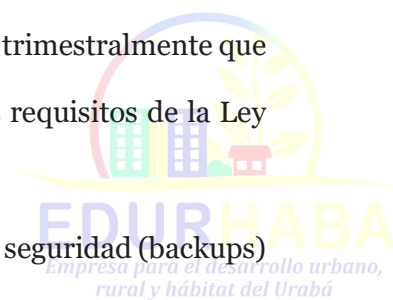 trimestralmente que
requisitos de la Ley
EDURHABA
seguridad (backups)
Empresa para el desarrollo urbano,
rural y hábitat del Urabá